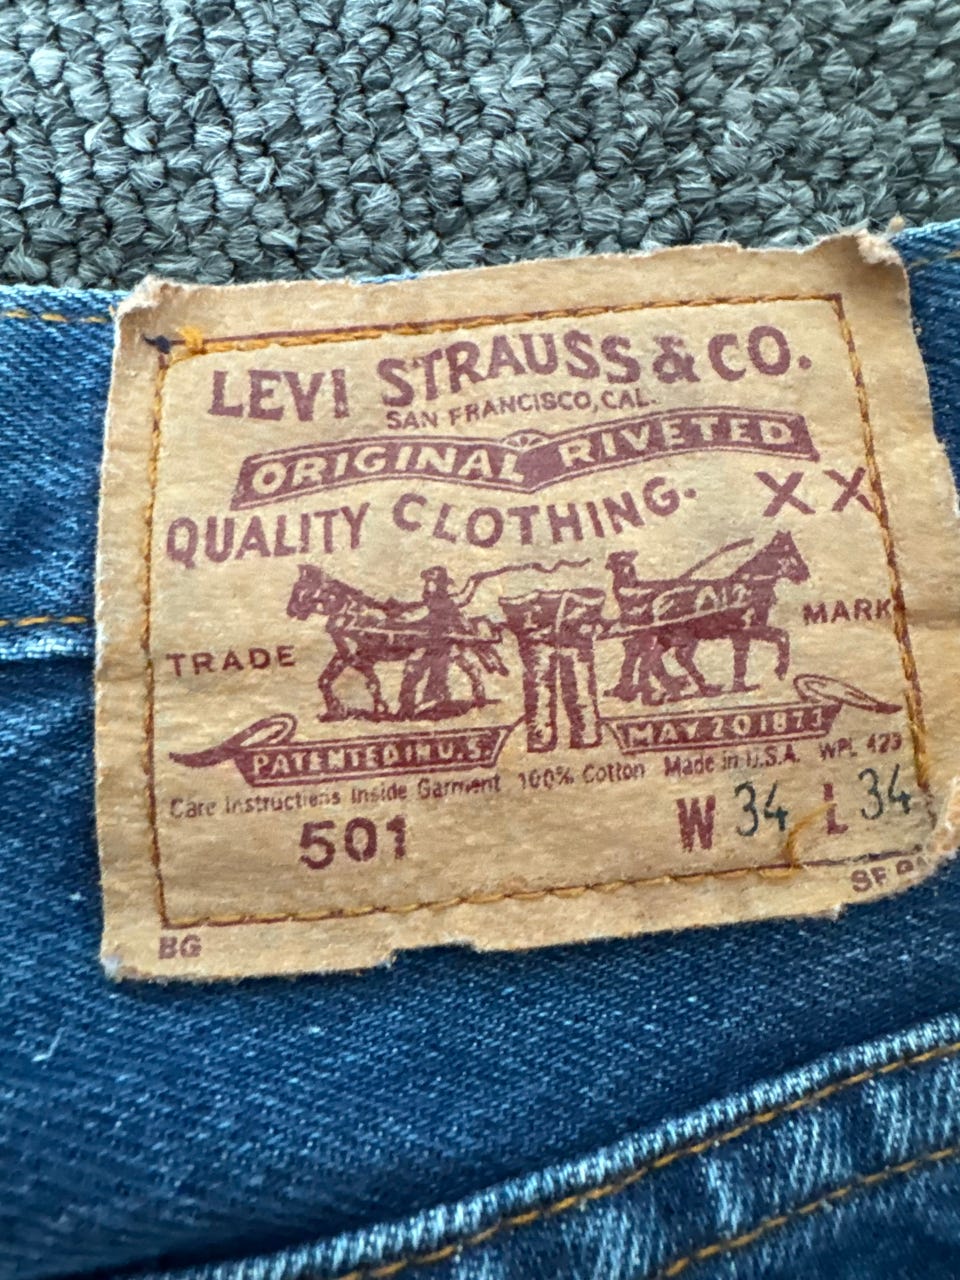 LEVI STRAUSS & CO.
SAN FRANCISCO, CAL.
ORIGINAL RIVETED
QUALITY CLOTHING. XX
TRADE MARK
PATENTED IN U.S. MAY 20 1873
Care Instructions Inside Garment 100% Cotton Made in U.S.A. WPL 423
501 W 34 L 34
BG